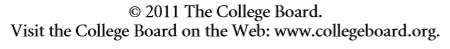 © 2011 The College Board.
Visit the College Board on the Web: www.collegeboard.org.